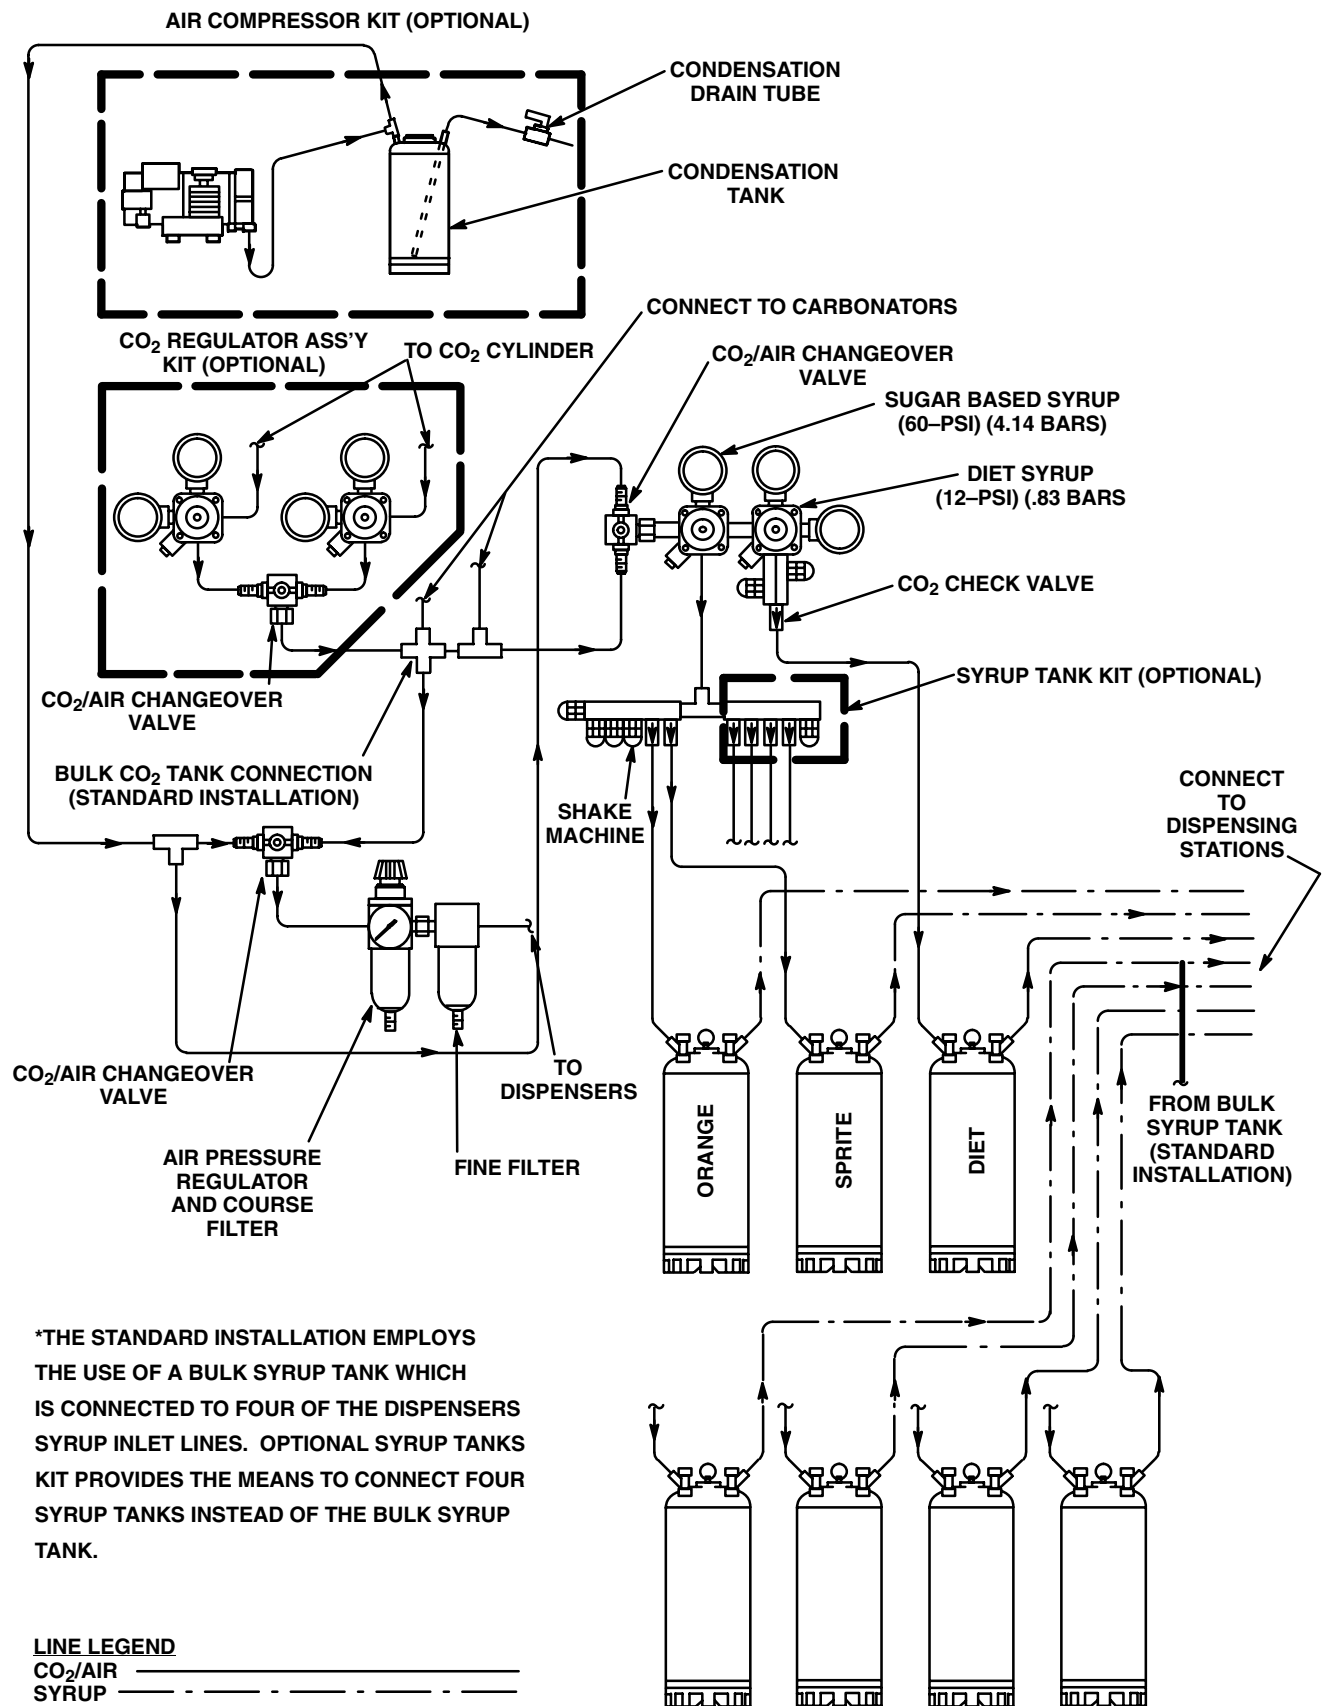 AIR COMPRESSOR KIT (OPTIONAL)
CONDENSATION
DRAIN TUBE
CONDENSATION
TANK
CONNECT TO CARBONATORS
CO₂ REGULATOR ASS'Y
KIT (OPTIONAL)
TO CO₂ CYLINDER
CO₂/AIR CHANGEOVER
VALVE
SUGAR BASED SYRUP
(60–PSI) (4.14 BARS)
DIET SYRUP
(12–PSI) (.83 BARS
CO₂ CHECK VALVE
SYRUP TANK KIT (OPTIONAL)
CO₂/AIR CHANGEOVER
VALVE
BULK CO₂ TANK CONNECTION
(STANDARD INSTALLATION)
SHAKE
MACHINE
CONNECT
TO
DISPENSING
STATIONS
CO₂/AIR CHANGEOVER
VALVE
TO
DISPENSERS
AIR PRESSURE
REGULATOR
AND COURSE
FILTER
FINE FILTER
ORANGE
SPRITE
DIET
FROM BULK
SYRUP TANK
(STANDARD
INSTALLATION)
*THE STANDARD INSTALLATION EMPLOYS
THE USE OF A BULK SYRUP TANK WHICH
IS CONNECTED TO FOUR OF THE DISPENSERS
SYRUP INLET LINES. OPTIONAL SYRUP TANKS
KIT PROVIDES THE MEANS TO CONNECT FOUR
SYRUP TANKS INSTEAD OF THE BULK SYRUP
TANK.
LINE LEGEND
CO₂/AIR
SYRUP